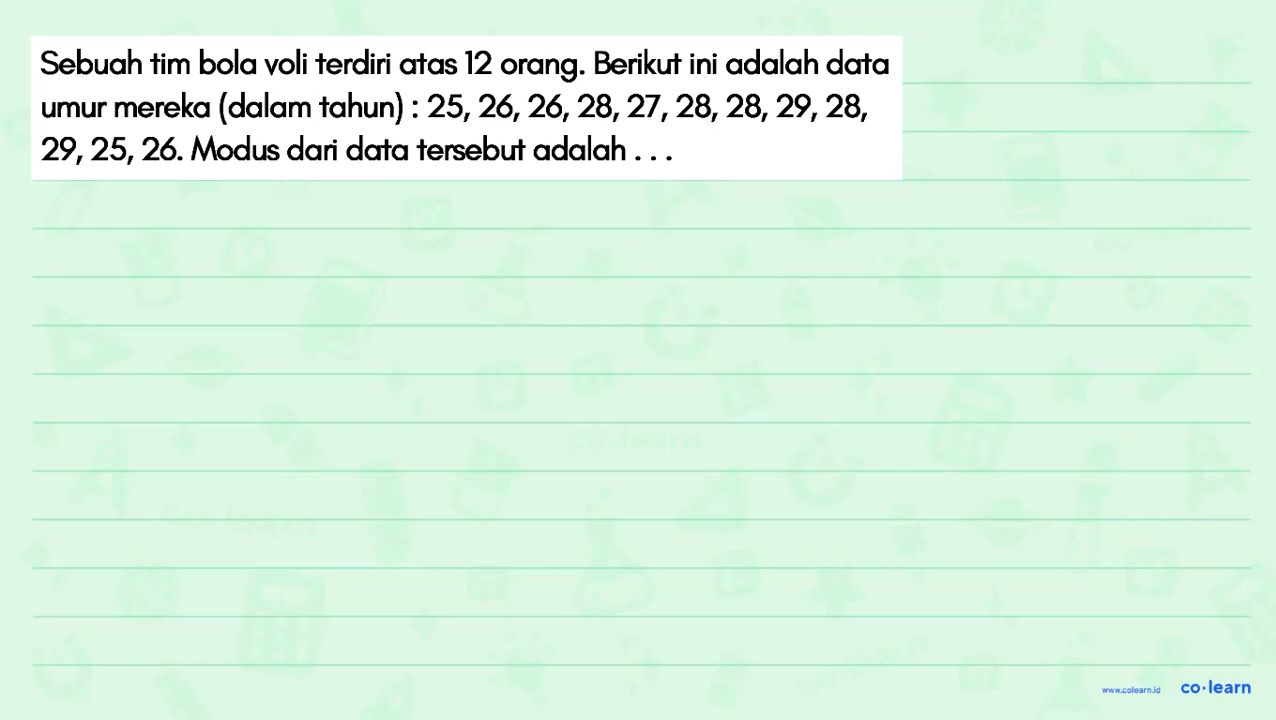 Sebuah tim bola voli terdiri atas 12 orang. Berikut ini adalah data
umur mereka (dalam tahun) : 25, 26, 26, 28, 27, 28, 28, 29, 28,
29, 25, 26. Modus dari data tersebut adalah . . .
www.colearn.id co·learn